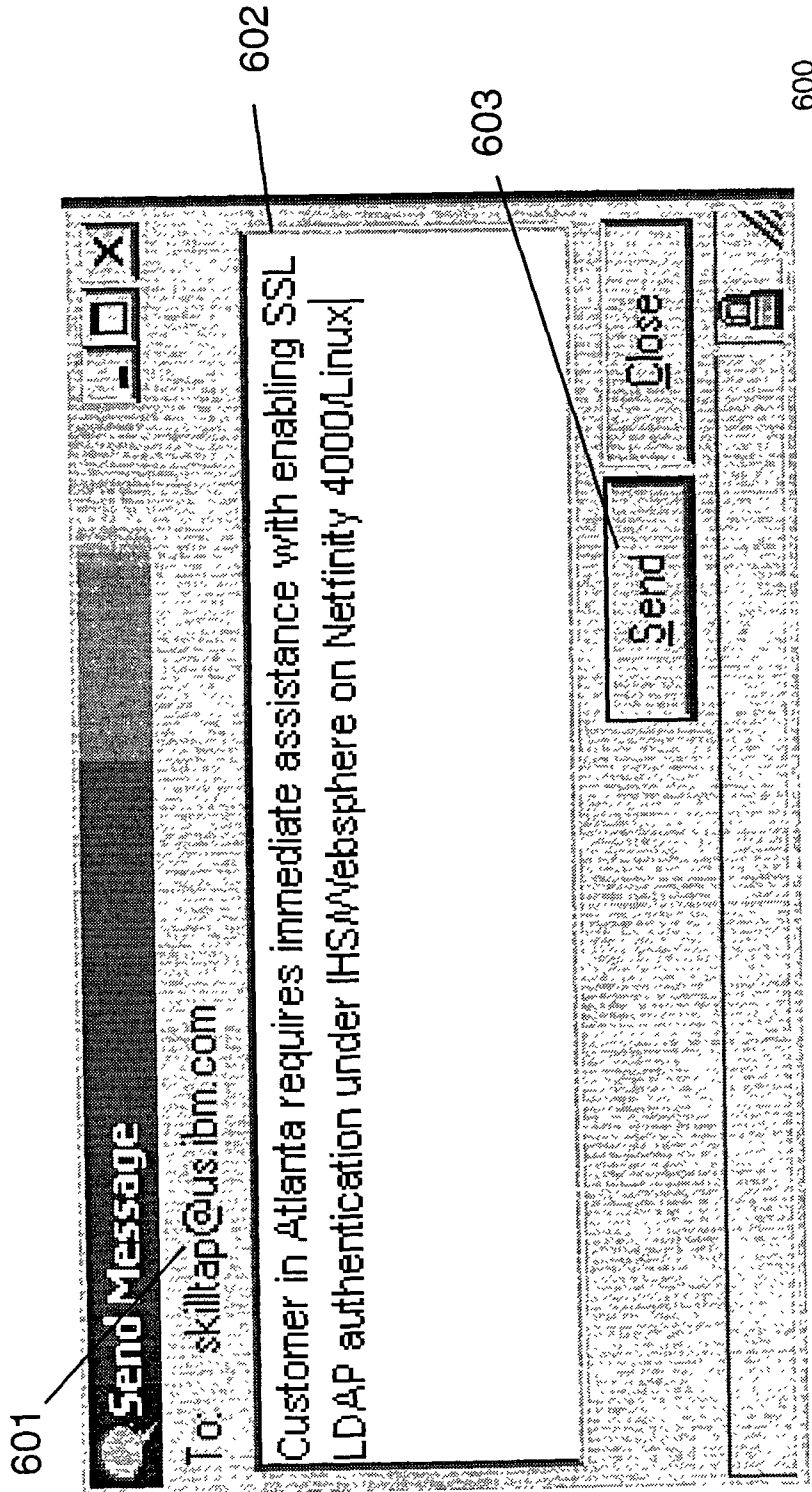 601
Send Message
To: skilltap@us.ibm.com
602
Customer in Atlanta requires immediate assistance with enabling SSL
LDAP authentication under IHS/Websphere on Netfinity 4000/Linux
603
Send
Close
600